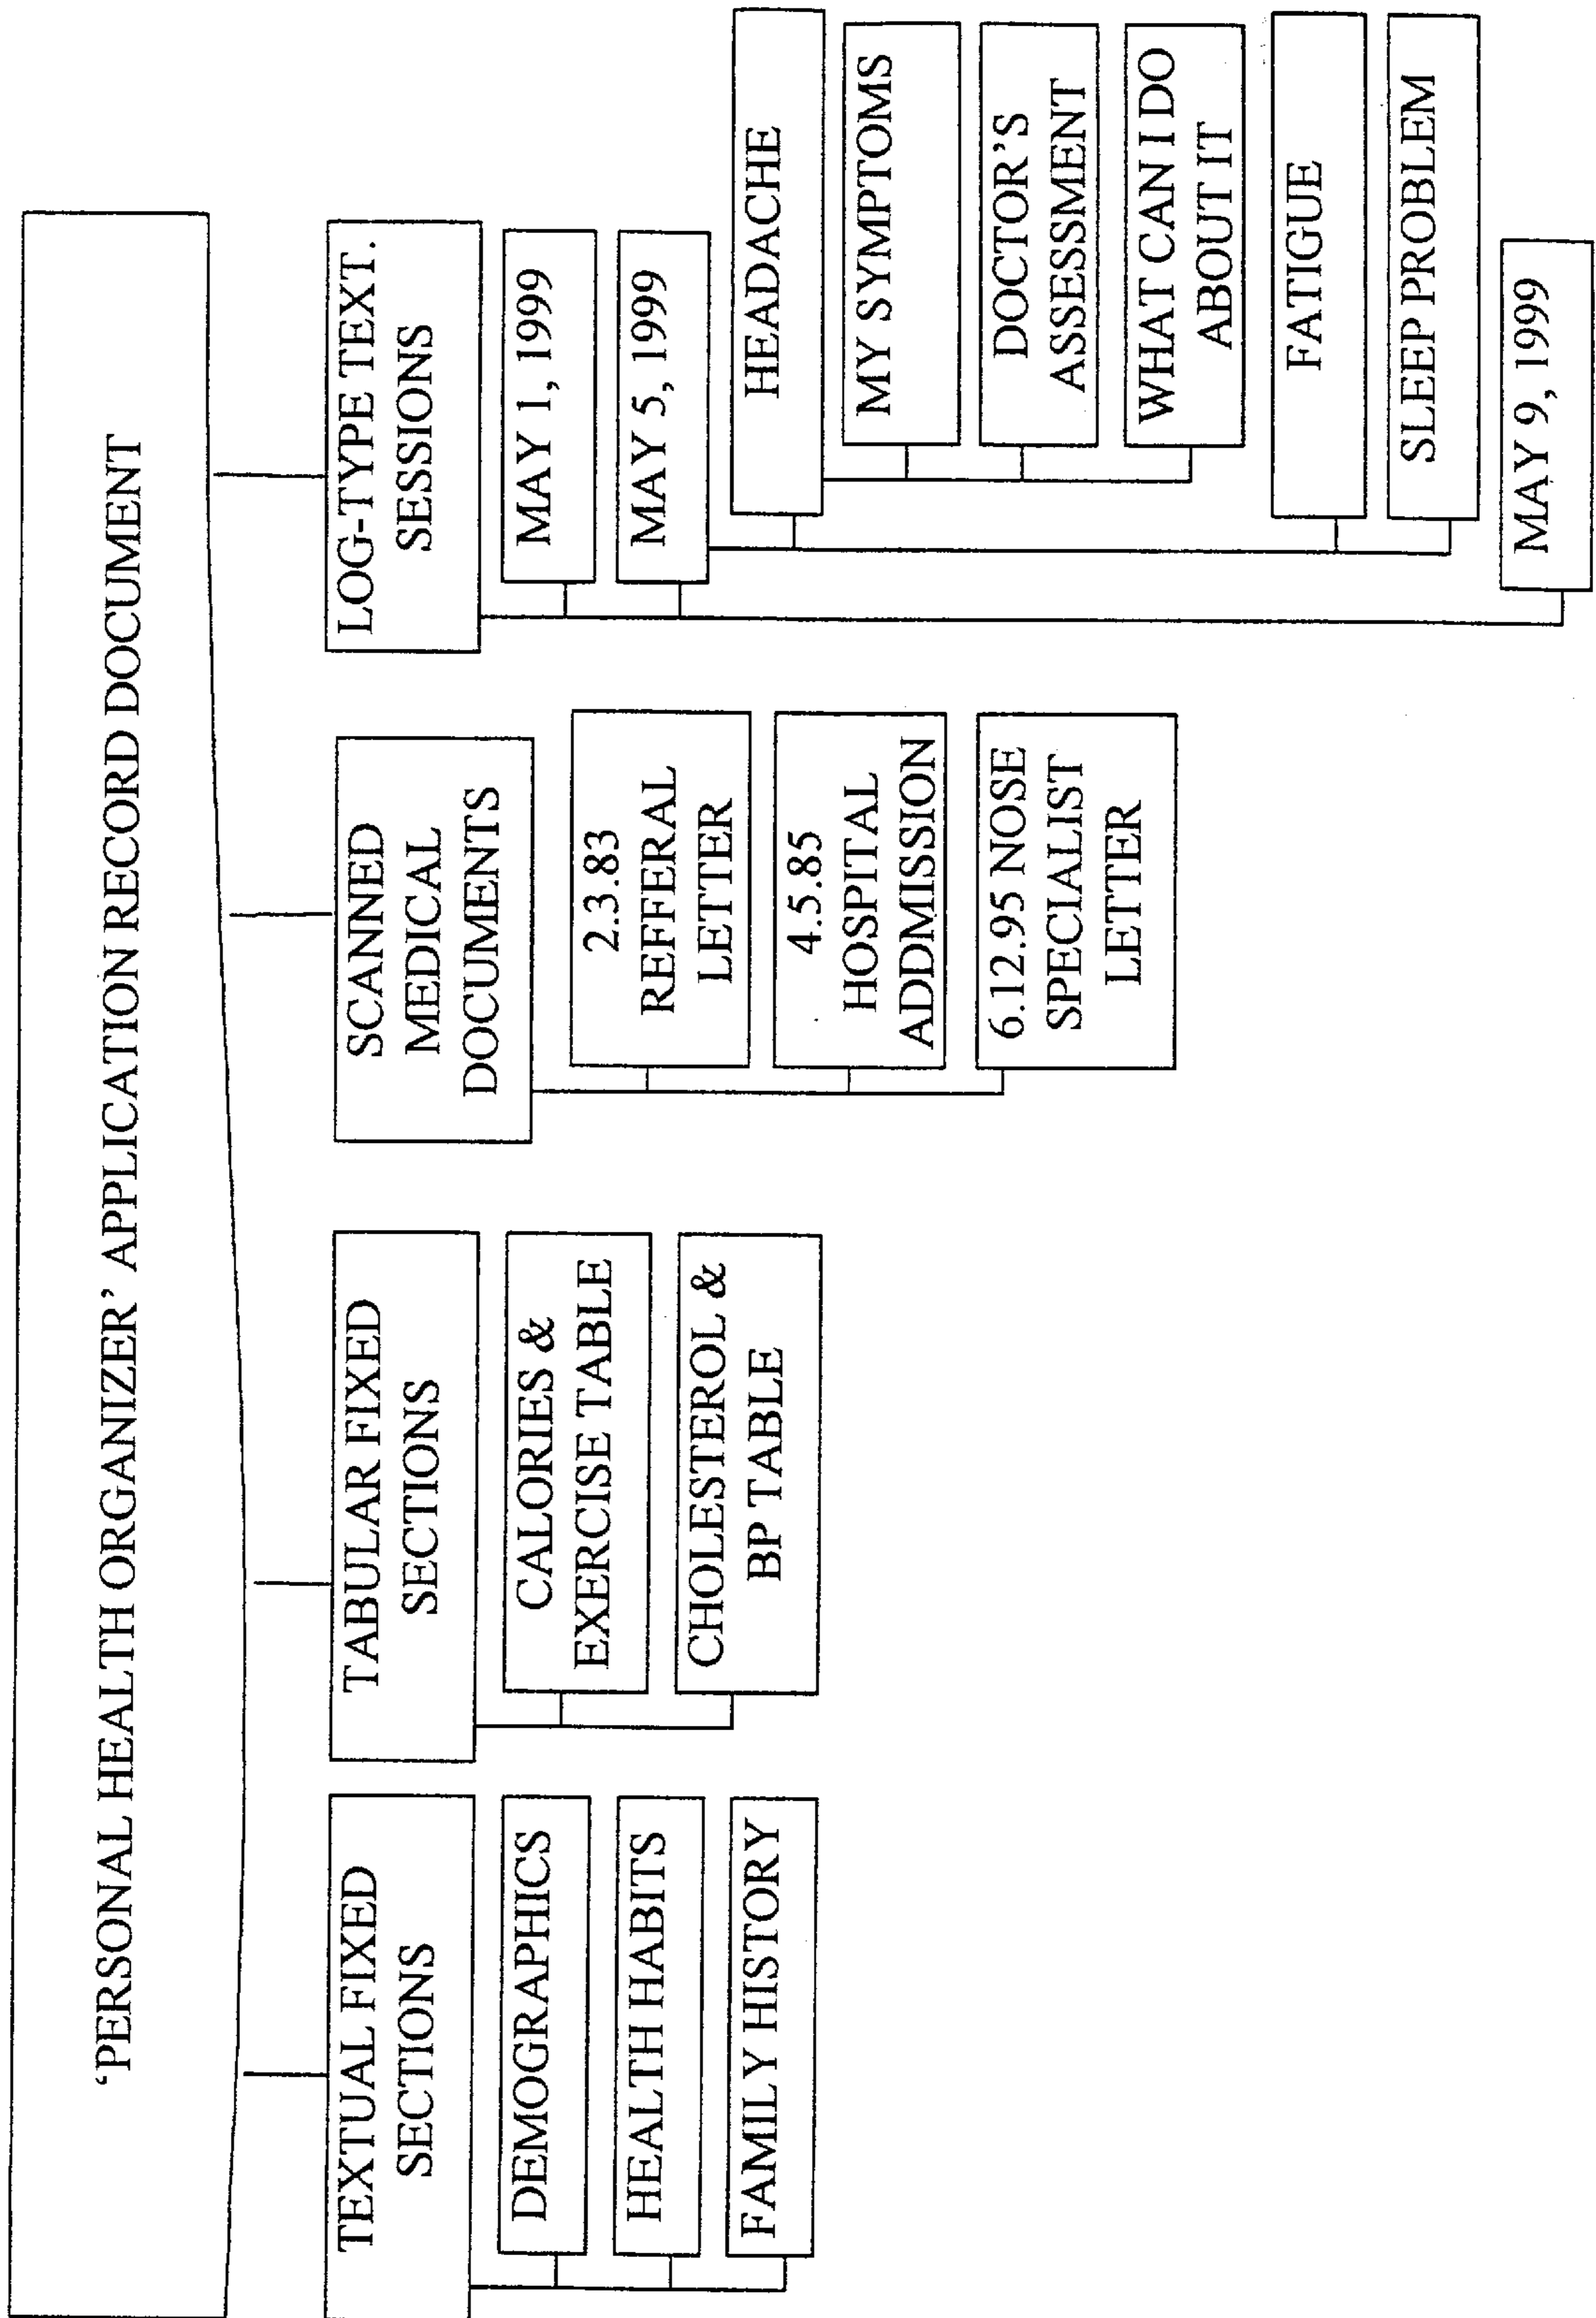 ‘PERSONAL HEALTH ORGANIZER’ APPLICATION RECORD DOCUMENT
TEXTUAL FIXED
SECTIONS
DEMOGRAPHICS
HEALTH HABITS
FAMILY HISTORY
TABULAR FIXED
SECTIONS
CALORIES &
EXERCISE TABLE
CHOLESTEROL &
BP TABLE
SCANNED
MEDICAL
DOCUMENTS
2.3.83
REFFERAL
LETTER
4.5.85
HOSPITAL
ADDMISSION
6.12.95 NOSE
SPECIALIST
LETTER
LOG-TYPE TEXT.
SESSIONS
MAY 1, 1999
MAY 5, 1999
HEADACHE
MY SYMPTOMS
DOCTOR’S
ASSESSMENT
WHAT CAN I DO
ABOUT IT
FATIGUE
SLEEP PROBLEM
MAY 9, 1999